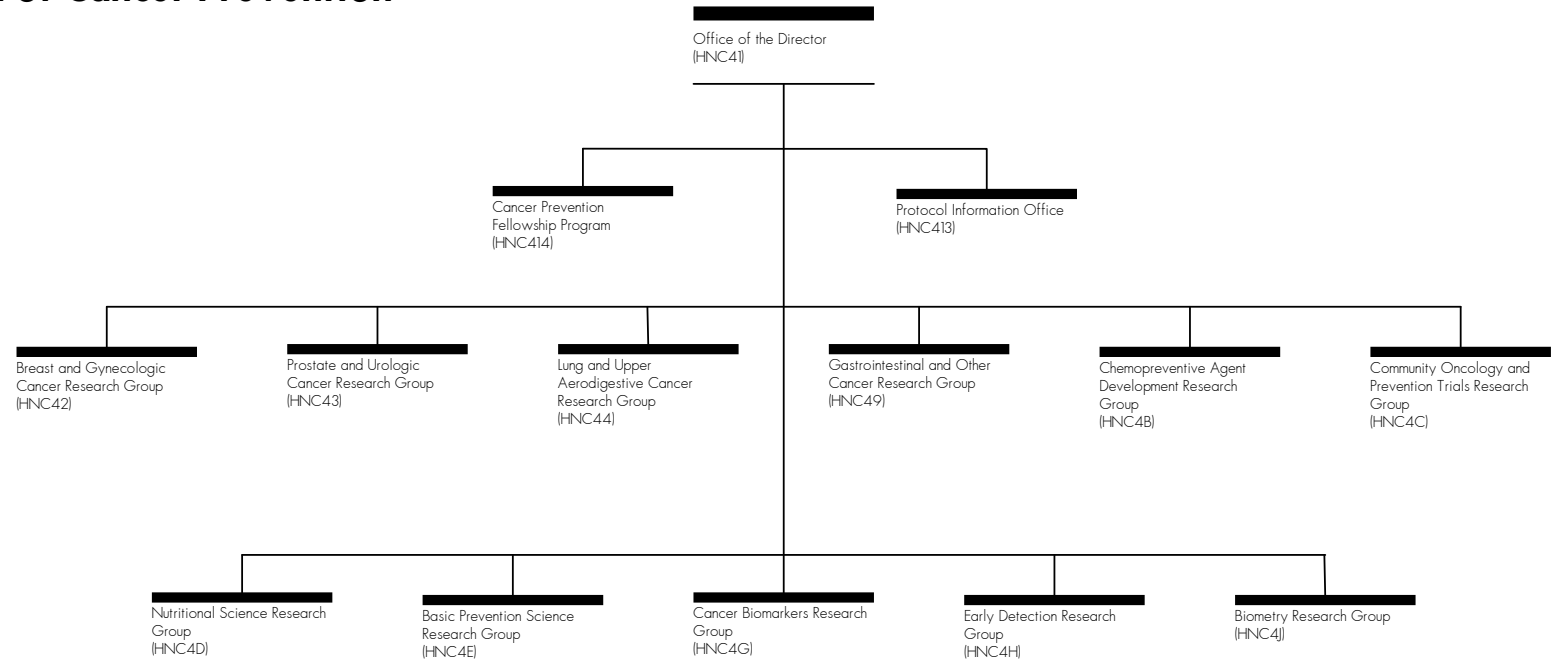 Cancer Prevention
Office of the Director
(HNC41)
Cancer Prevention
Fellowship Program
(HNC414)
Protocol Information Office
(HNC413)
Breast and Gynecologic
Cancer Research Group
(HNC42)
Prostate and Urologic
Cancer Research Group
(HNC43)
Lung and Upper
Aerodigestive Cancer
Research Group
(HNC44)
Gastrointestinal and Other
Cancer Research Group
(HNC49)
Chemopreventive Agent
Development Research
Group
(HNC4B)
Community Oncology and
Prevention Trials Research
Group
(HNC4C)
Nutritional Science Research
Group
(HNC4D)
Basic Prevention Science
Research Group
(HNC4E)
Cancer Biomarkers Research
Group
(HNC4G)
Early Detection Research
Group
(HNC4H)
Biometry Research Group
(HNC4J)